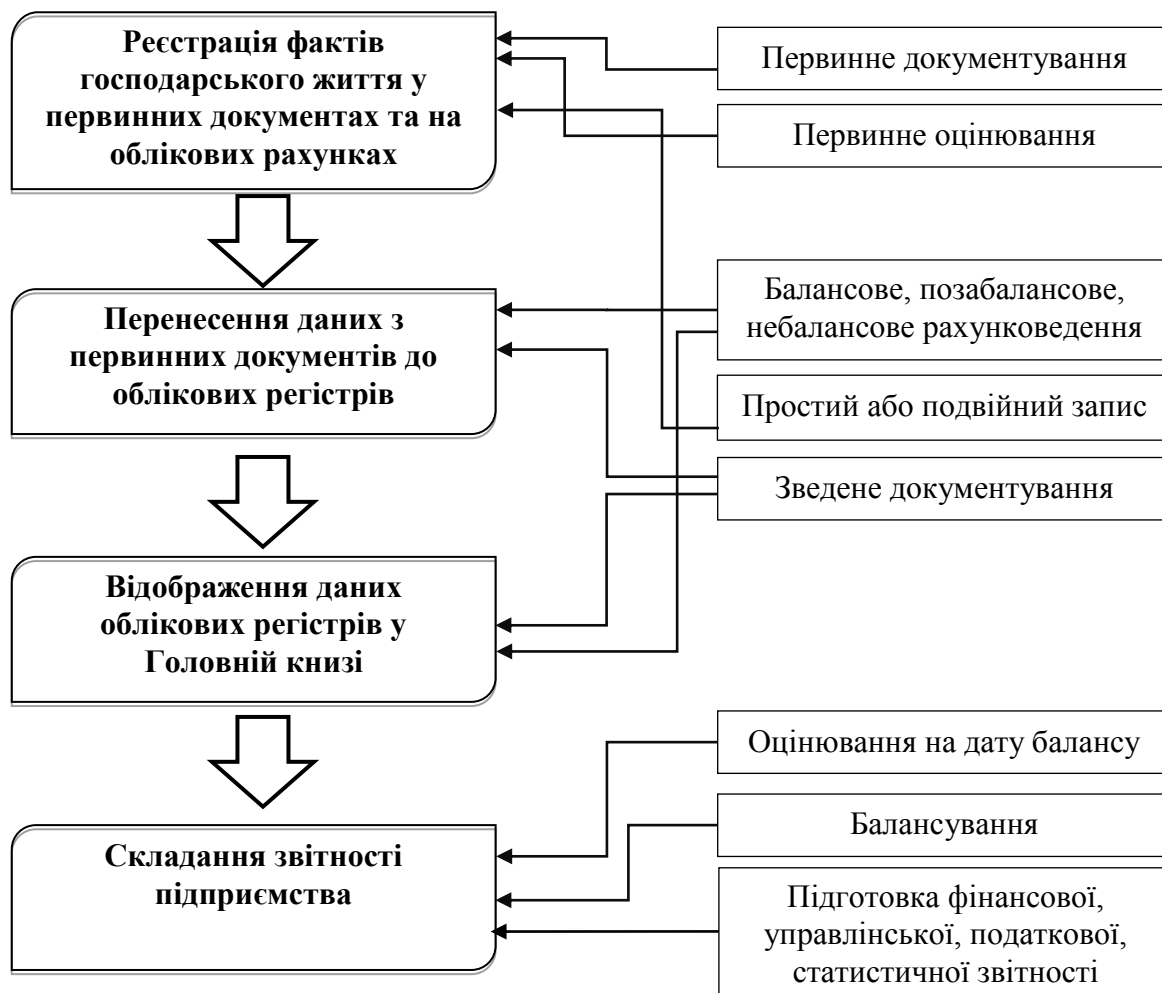 Реєстрація фактів
господарського життя у
первинних документах та на
облікових рахунках
Перенесення даних з
первинних документів до
облікових регістрів
Відображення даних
облікових регістрів у
Головній книзі
Складання звітності
підприємства
Первинне документування
Первинне оцінювання
Балансове, позабалансове,
небалансове рахунковедення
Простий або подвійний запис
Зведене документування
Оцінювання на дату балансу
Балансування
Підготовка фінансової,
управлінської, податкової,
статистичної звітності